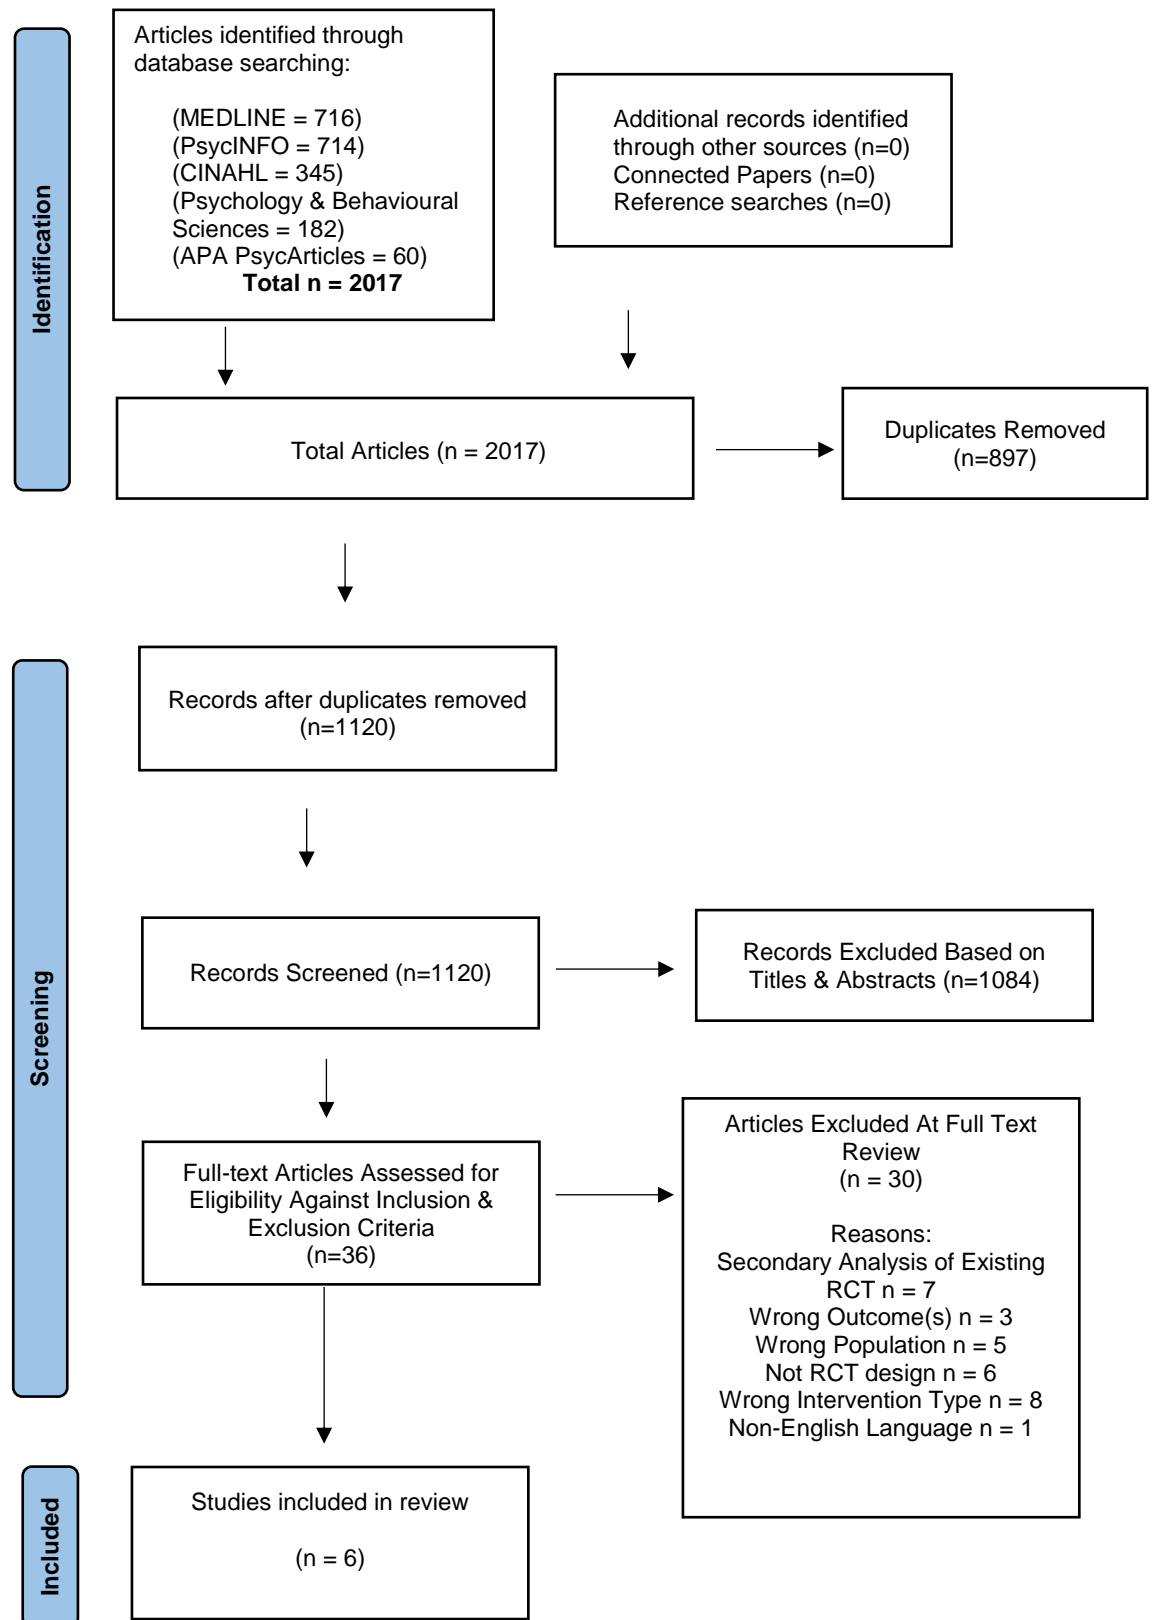 Identification
Articles identified through
database searching:
(MEDLINE = 716)
(PsycINFO = 714)
(CINAHL = 345)
(Psychology & Behavioural
Sciences = 182)
(APA PsycArticles = 60)
Total n = 2017
Additional records identified
through other sources (n=0)
Connected Papers (n=0)
Reference searches (n=0)
Total Articles (n = 2017)
Duplicates Removed
(n=897)
Screening
Records after duplicates removed
(n=1120)
Records Screened (n=1120)
Records Excluded Based on
Titles & Abstracts (n=1084)
Full-text Articles Assessed for
Eligibility Against Inclusion &
Exclusion Criteria
(n=36)
Articles Excluded At Full Text
Review
(n = 30)
Reasons:
Secondary Analysis of Existing
RCT n = 7
Wrong Outcome(s) n = 3
Wrong Population n = 5
Not RCT design n = 6
Wrong Intervention Type n = 8
Non-English Language n = 1
Included
Studies included in review
(n = 6)